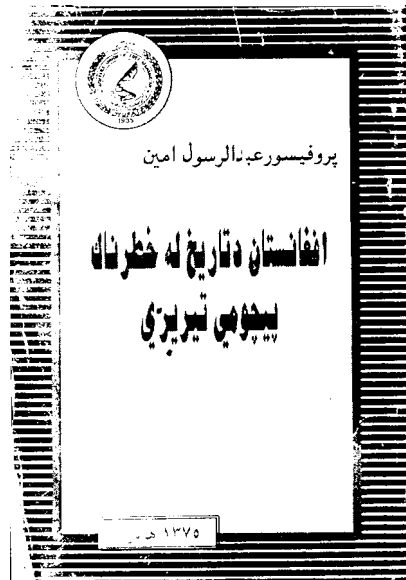 پروفیسور عبدالرسول امین
افغانستان د تاریخ له خطرناک
پیچومي تیریږي
۱۳۷۵ هـ